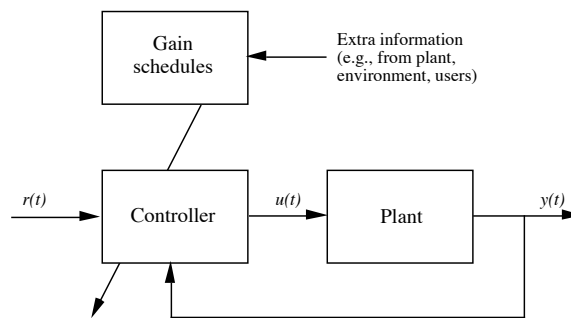 Gain
schedules
Extra information
(e.g., from plant,
environment, users)
r(t)
Controller
u(t)
Plant
y(t)